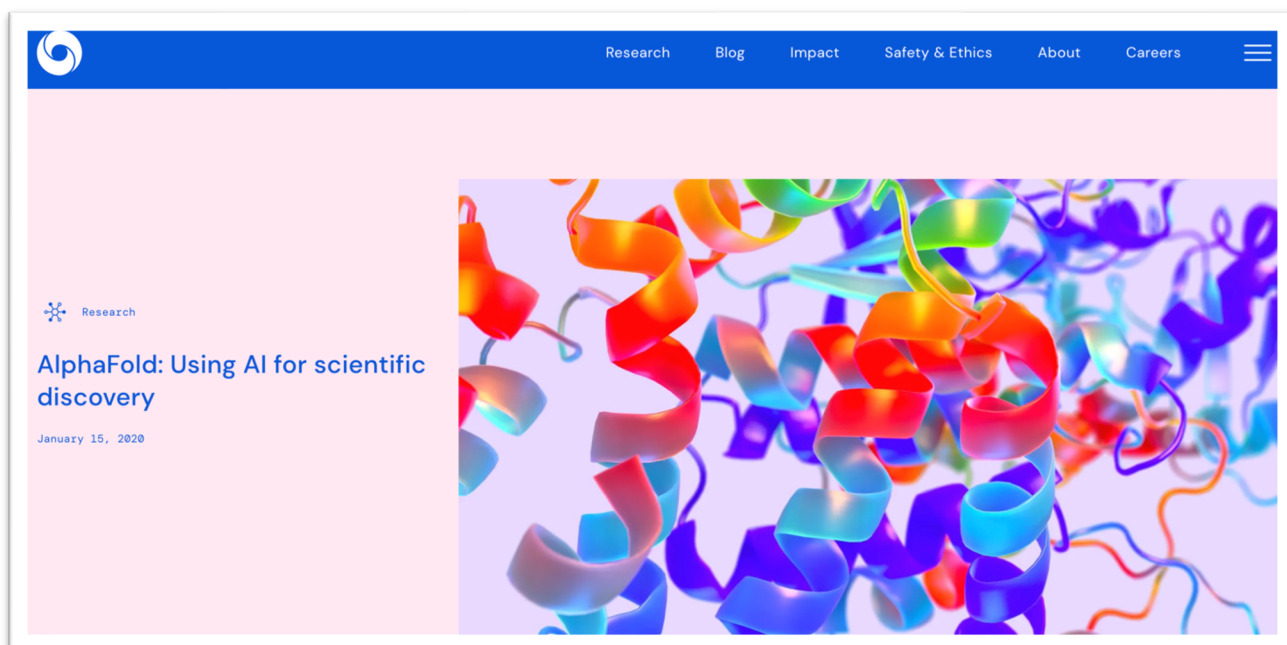 Research Blog Impact Safety & Ethics About Careers
Research
AlphaFold: Using AI for scientific
discovery
January 15, 2020